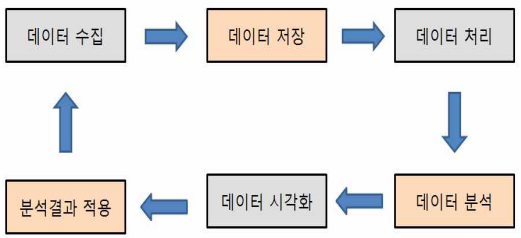 데이터 수집
데이터 저장
데이터 처리
데이터 분석
데이터 시각화
분석결과 적용